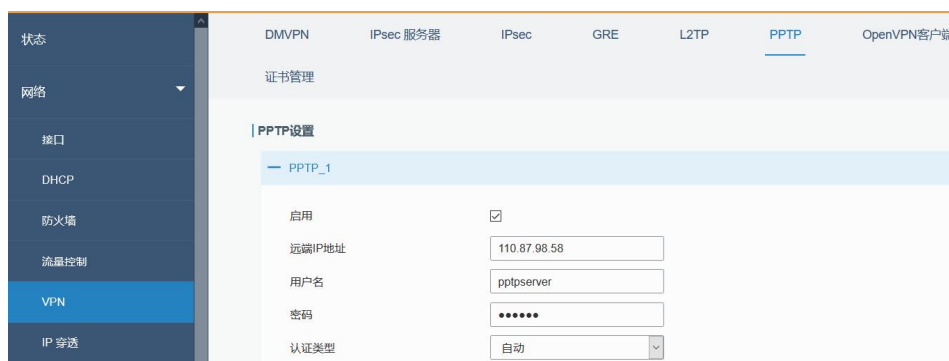 状态
网络
接口
DHCP
防火墙
流量控制
VPN
IP 穿透
DMVPN IPsec 服务器 IPsec GRE L2TP PPTP OpenVPN客户端
证书管理
PPTP设置
PPTP_1
启用
远端IP地址 110.87.98.58
用户名 pptpserver
密码 ••••••
认证类型 自动